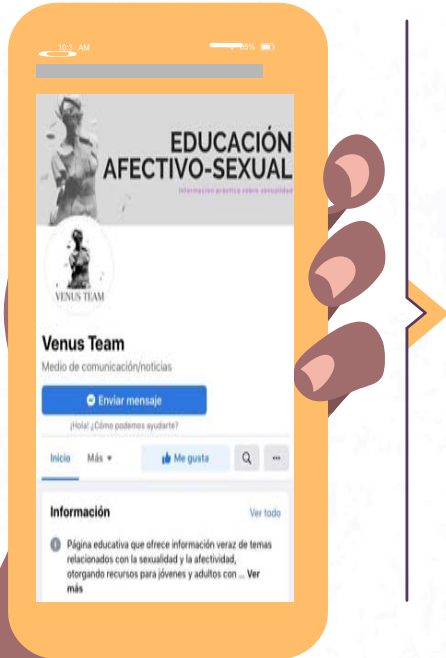 AM
EDUCACIÓN
AFECTIVO-SEXUAL
información práctica sobre sexualidad
VENUS TEAM
Venus Team
Medio de comunicación/noticias
Enviar mensaje
¡Hola! ¿Cómo podemos ayudarte?
Inicio Más Me gusta
Información Ver todo
Página educativa que ofrece información veraz de temas
relacionados con la sexualidad y la afectividad,
otorgando recursos para jóvenes y adultos con ... Ver
más